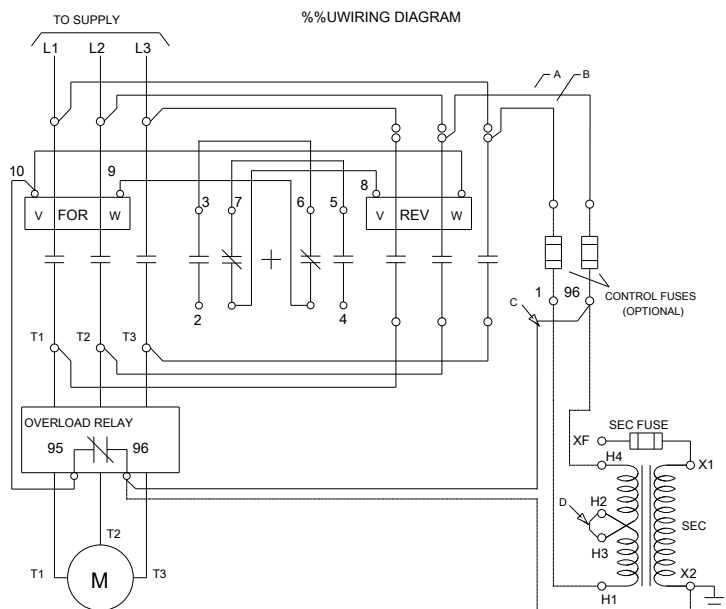 %%UWIRING DIAGRAM
TO SUPPLY
L1 L2 L3
A B
10 9 3 7 6 5 8
V FOR W
V REV W
2 4
1 96
CONTROL FUSES
(OPTIONAL)
C
T1 T2 T3
OVERLOAD RELAY
95 96
SEC FUSE
XF
H4 X1
D H2
H3
SEC
T2
T1 M T3
H1 X2